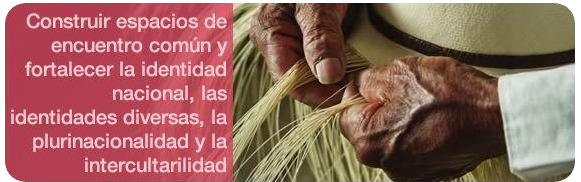 Construir espacios de
encuentro común y
fortalecer la identidad
nacional, las
identidades diversas, la
plurinacionalidad y la
intercultarilidad